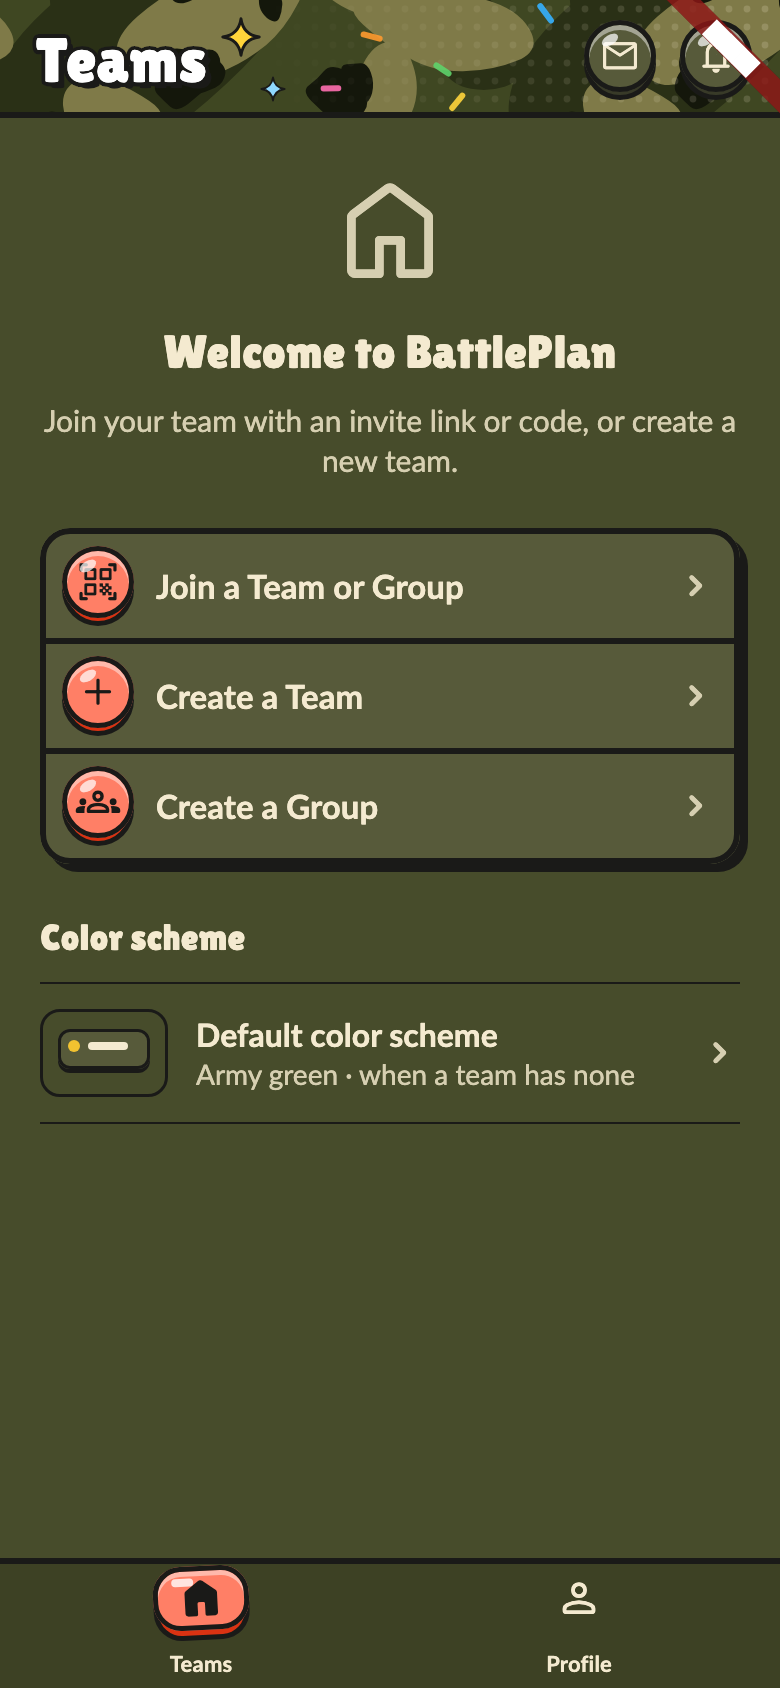 Teams
Welcome to BattlePlan
Join your team with an invite link or code, or create a
new team.
Join a Team or Group
Create a Team
Create a Group
Color scheme
Default color scheme
Army green · when a team has none
Teams
Profile